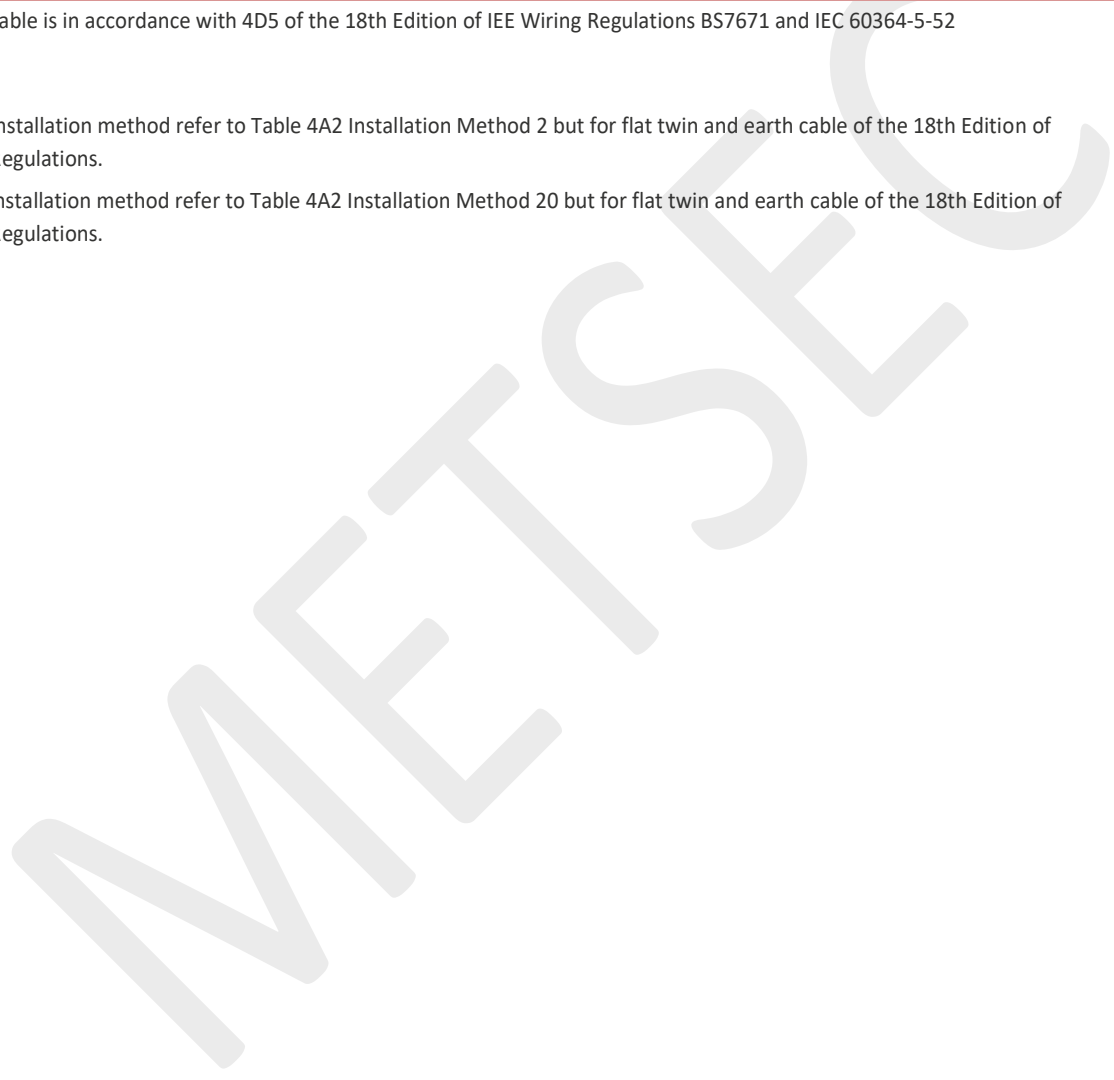 able is in accordance with 4D5 of the 18th Edition of IEE Wiring Regulations BS7671 and IEC 60364-5-52
nstallation method refer to Table 4A2 Installation Method 2 but for flat twin and earth cable of the 18th Edition of
egulations.
nstallation method refer to Table 4A2 Installation Method 20 but for flat twin and earth cable of the 18th Edition of
egulations.
METSEC